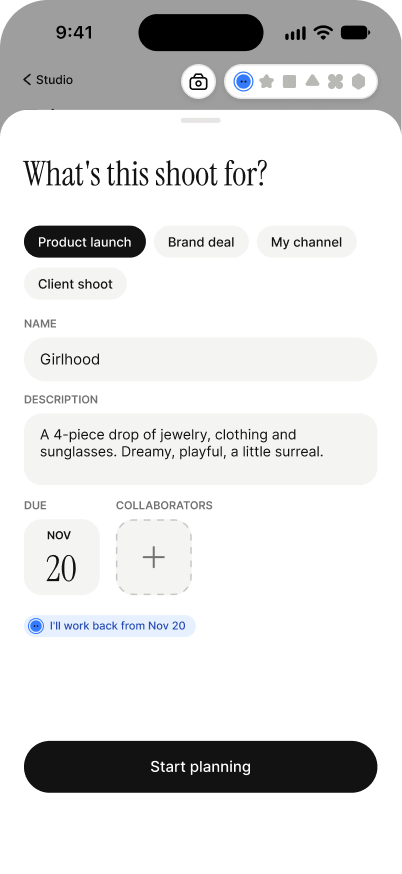 9:41
Studio
What's this shoot for?
Product launch
Brand deal
My channel
Client shoot
NAME
Girlhood
DESCRIPTION
A 4-piece drop of jewelry, clothing and
sunglasses. Dreamy, playful, a little surreal.
DUE
COLLABORATORS
NOV
20
I'll work back from Nov 20
Start planning